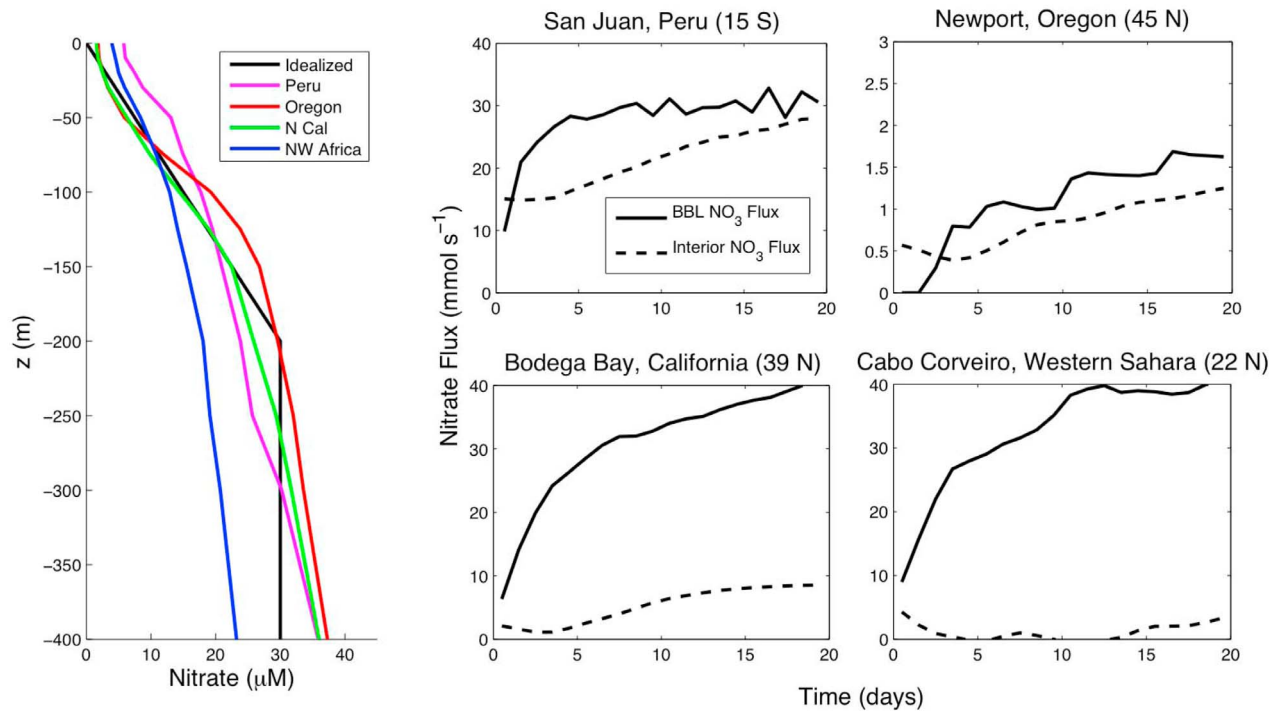 0
−50
−100
−150
−200
−250
−300
−350
−400
z (m)
0 10 20 30 40
Nitrate (μM)
Idealized
Peru
Oregon
N Cal
NW Africa
Nitrate Flux (mmol s⁻¹)
San Juan, Peru (15 S)
40
30
20
10
0
0 5 10 15 20
BBL NO₃ Flux
Interior NO₃ Flux
Newport, Oregon (45 N)
3
2.5
2
1.5
1
0.5
0
0 5 10 15 20
Bodega Bay, California (39 N)
40
30
20
10
0
0 5 10 15 20
Cabo Corveiro, Western Sahara (22 N)
40
30
20
10
0
0 5 10 15 20
Time (days)